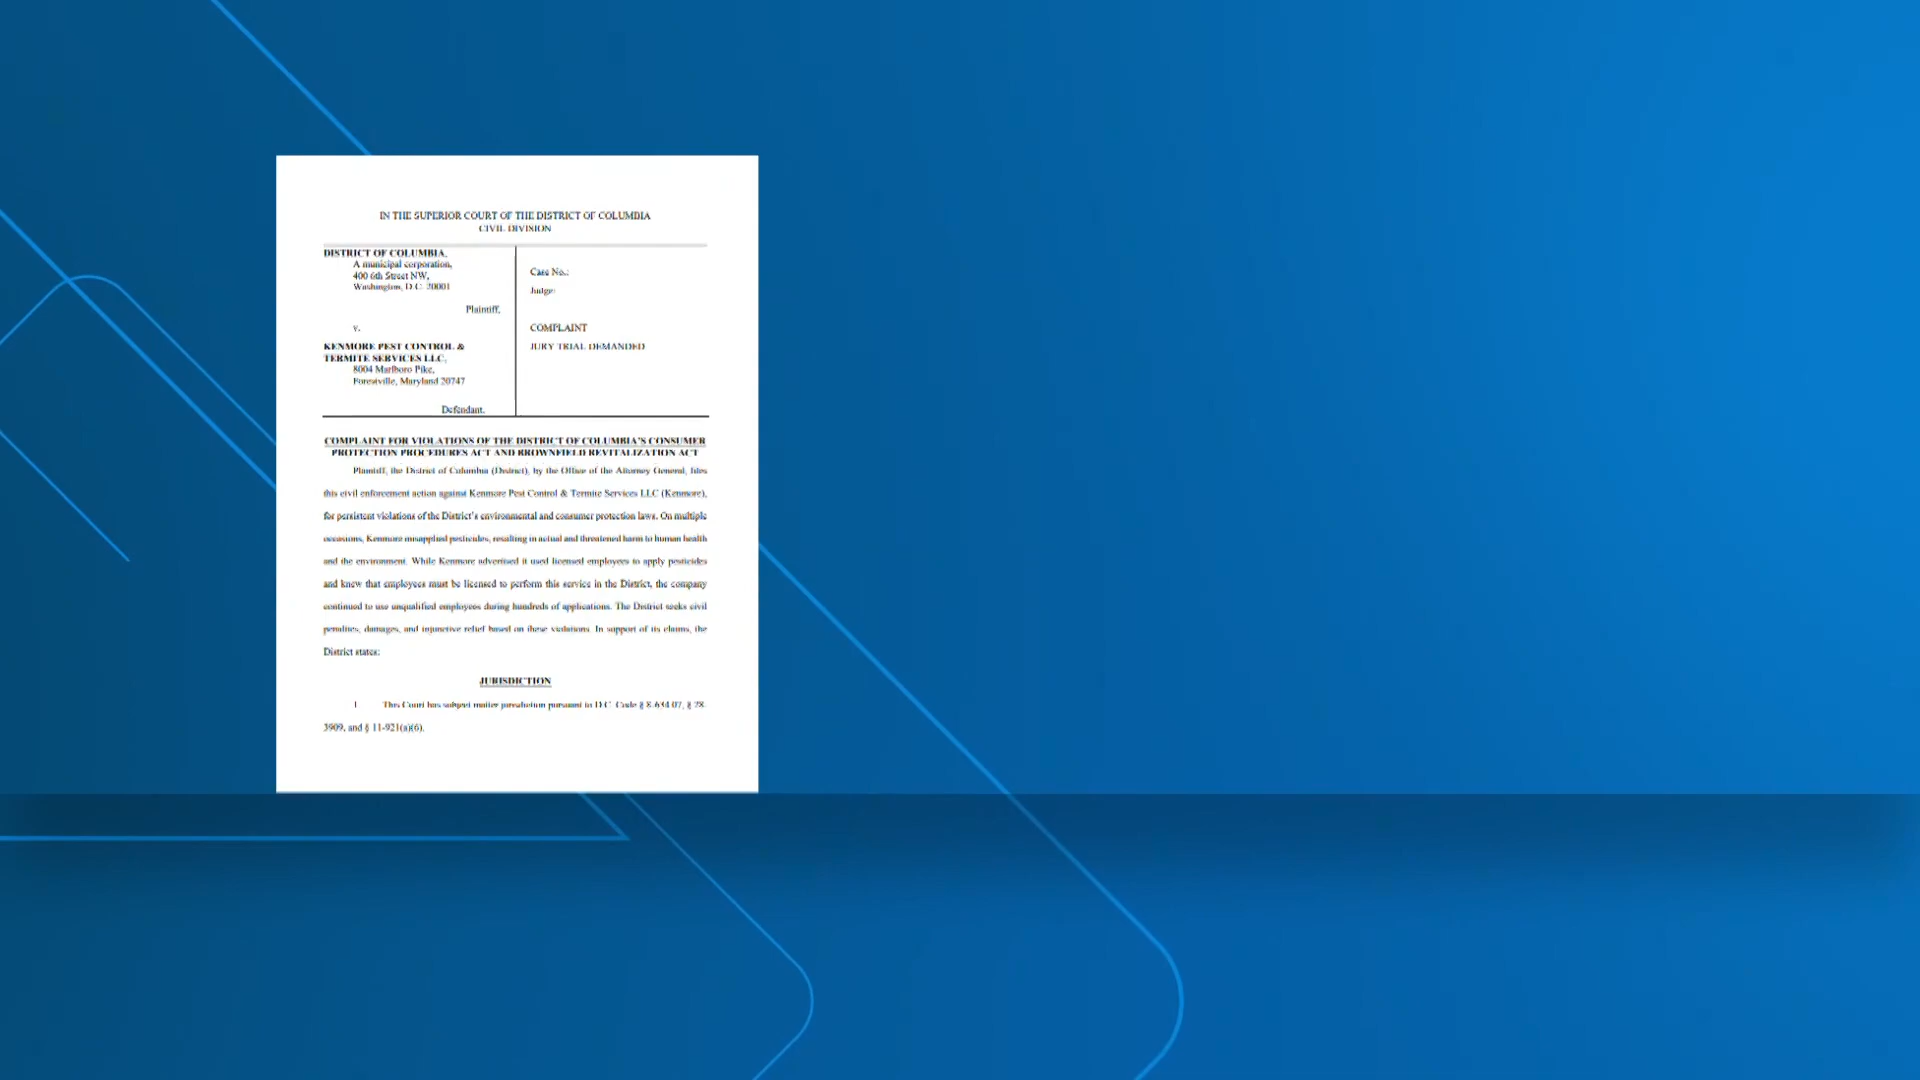 IN THE SUPERIOR COURT OF THE DISTRICT OF COLUMBIA
CIVIL DIVISION
DISTRICT OF COLUMBIA,
A municipal corporation,
400 6th Street NW,
Washington, D.C. 20001
Plaintiff,
v.
KENMORE PEST CONTROL &
TERMITE SERVICES LLC,
8004 Marlboro Pike,
Forestville, Maryland 20747
Defendant.
Case No.:
Judge:
COMPLAINT
JURY TRIAL DEMANDED
COMPLAINT FOR VIOLATIONS OF THE DISTRICT OF COLUMBIA'S CONSUMER
PROTECTION PROCEDURES ACT AND BROWNFIELD REVITALIZATION ACT
Plaintiff, the District of Columbia (District), by the Office of the Attorney General, files
this civil enforcement action against Kenmore Pest Control & Termite Services LLC (Kenmore),
for persistent violations of the District's environmental and consumer protection laws. On multiple
occasions, Kenmore misapplied pesticides, resulting in actual and threatened harm to human health
and the environment. While Kenmore advertised it used licensed employees to apply pesticides
and knew that employees must be licensed to perform this service in the District, the company
continued to use unqualified employees during hundreds of applications. The District seeks civil
penalties, damages, and injunctive relief based on these violations. In support of its claims, the
District states:
JURISDICTION
1. This Court has subject matter jurisdiction pursuant to D.C. Code § 8-634.07, § 28-
3909, and § 11-921(a)(6).